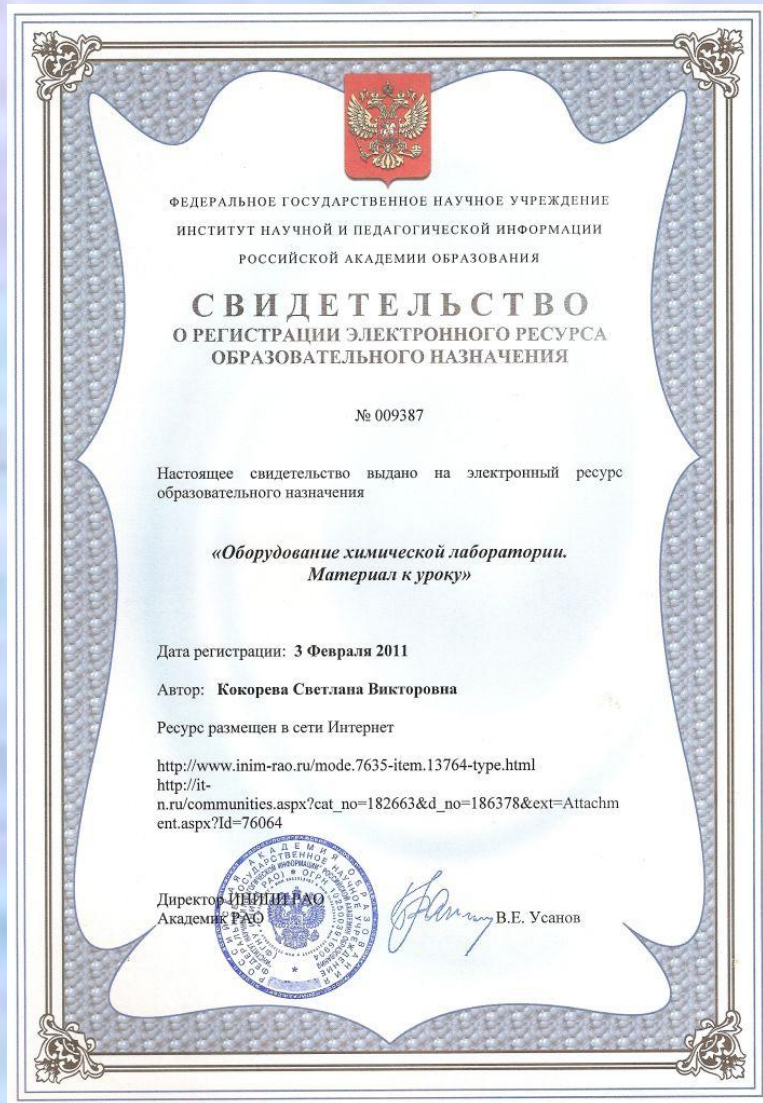 ФЕДЕРАЛЬНОЕ ГОСУДАРСТВЕННОЕ НАУЧНОЕ УЧРЕЖДЕНИЕ
ИНСТИТУТ НАУЧНОЙ И ПЕДАГОГИЧЕСКОЙ ИНФОРМАЦИИ
РОССИЙСКОЙ АКАДЕМИИ ОБРАЗОВАНИЯ
СВИДЕТЕЛЬСТВО
О РЕГИСТРАЦИИ ЭЛЕКТРОННОГО РЕСУРСА
ОБРАЗОВАТЕЛЬНОГО НАЗНАЧЕНИЯ
№ 009387
Настоящее свидетельство выдано на электронный ресурс
образовательного назначения
«Оборудование химической лаборатории.
Материал к уроку»
Дата регистрации: 3 Февраля 2011
Автор: Кокорева Светлана Викторовна
Ресурс размещен в сети Интернет
http://www.inim-rao.ru/mode.7635-item.13764-type.html
http://it-
n.ru/communities.aspx?cat_no=182663&d_no=186378&ext=Attachm
ent.aspx?Id=76064
Директор ИНИПИ РАО
Академик РАО
В.Е. Усанов
РОССИЙСКАЯ АКАДЕМИЯ ОБРАЗОВАНИЯ